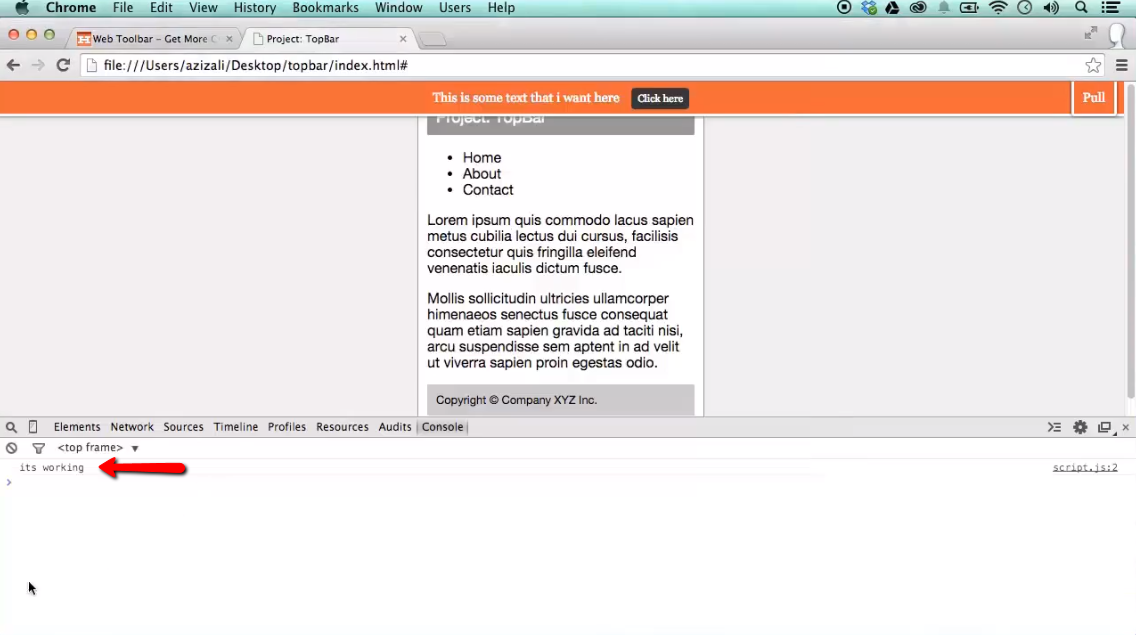 Chrome File Edit View History Bookmarks Window Users Help
Web Toolbar – Get More C
Project: TopBar
file:///Users/azizali/Desktop/topbar/index.html#
This is some text that i want here Click here Pull
Project: TopBar
Home
About
Contact
Lorem ipsum quis commodo lacus sapien
metus cubilia lectus dui cursus, facilisis
consectetur quis fringilla eleifend
venenatis iaculis dictum fusce.
Mollis sollicitudin ultricies ullamcorper
himenaeos senectus fusce consequat
quam etiam sapien gravida ad taciti nisi,
arcu suspendisse sem aptent in ad velit
ut viverra sapien proin egestas odio.
Copyright © Company XYZ Inc.
Elements Network Sources Timeline Profiles Resources Audits Console
<top frame>
its working script.js:2